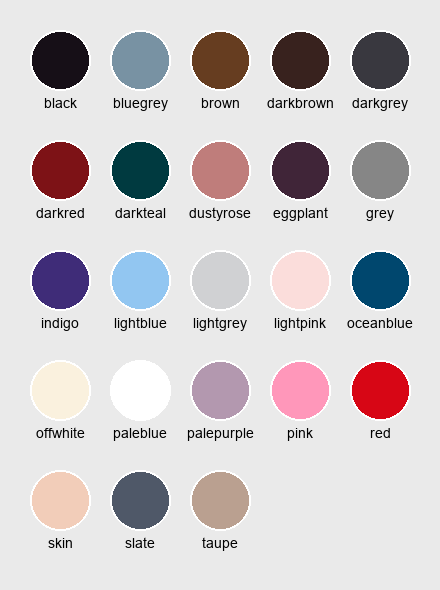 black bluegrey brown darkbrown darkgrey
darkred darkteal dustyrose eggplant grey
indigo lightblue lightgrey lightpink oceanblue
offwhite paleblue palepurple pink red
skin slate taupe